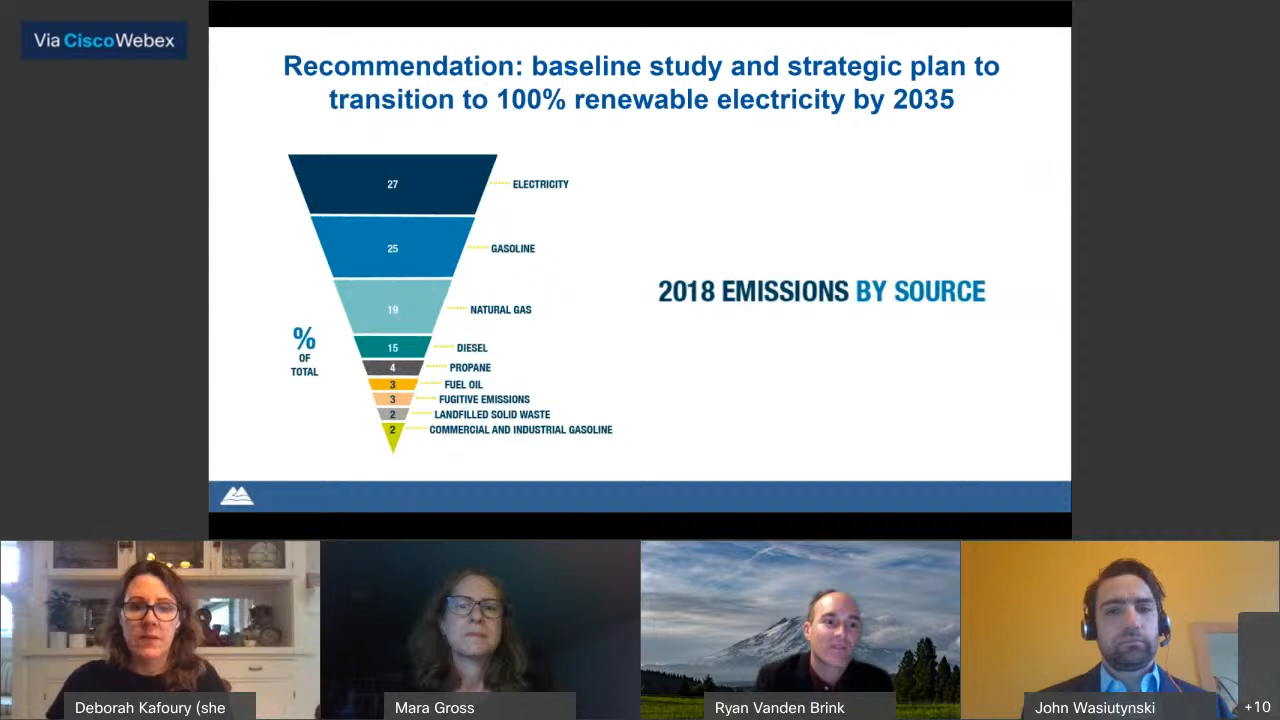 Via Cisco Webex
Recommendation: baseline study and strategic plan to
transition to 100% renewable electricity by 2035
27
ELECTRICITY
25
GASOLINE
19
NATURAL GAS
15
DIESEL
4
PROPANE
3
FUEL OIL
3
FUGITIVE EMISSIONS
2
LANDFILLED SOLID WASTE
2
COMMERCIAL AND INDUSTRIAL GASOLINE
%
OF
TOTAL
2018 EMISSIONS BY SOURCE
Deborah Kafoury (she
Mara Gross
Ryan Vanden Brink
John Wasiutynski
+10